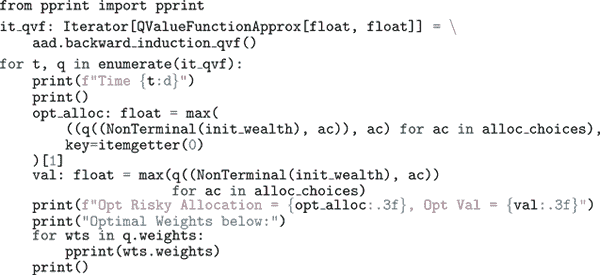 from pprint import pprint
it_qvf: Iterator[QValueFunctionApprox[float, float]] = \
    aad.backward_induction_qvf()
for t, q in enumerate(it_qvf):
    print(f"Time {t:d}")
    print()
    opt_alloc: float = max(
        ((q((NonTerminal(init_wealth), ac)), ac) for ac in alloc_choices),
        key=itemgetter(0)
    )[1]
    val: float = max(q((NonTerminal(init_wealth), ac))
                     for ac in alloc_choices)
    print(f"Opt Risky Allocation = {opt_alloc:.3f}, Opt Val = {val:.3f}")
    print("Optimal Weights below:")
    for wts in q.weights:
        pprint(wts.weights)
    print()